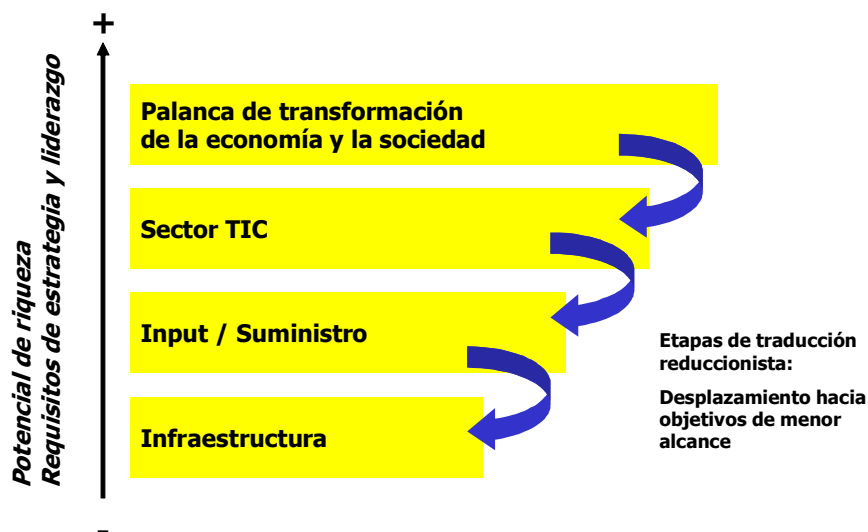 +
Potencial de riqueza
Requisitos de estrategia y liderazgo
Palanca de transformación
de la economía y la sociedad
Sector TIC
Input / Suministro
Infraestructura
Etapas de traducción
reduccionista:
Desplazamiento hacia
objetivos de menor
alcance
-